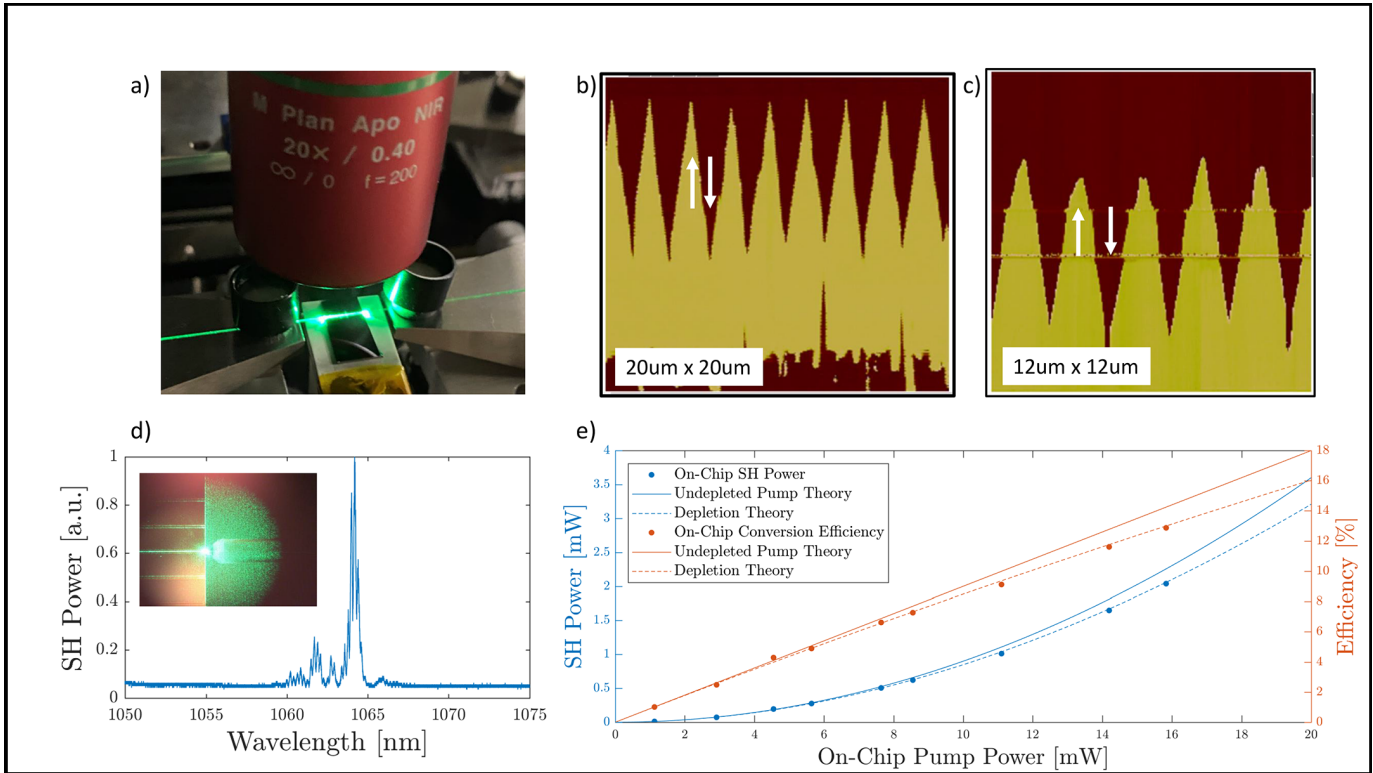 a)
M Plan Apo NIR
20X / 0.40
∞ / 0 f=200
b)
20um x 20um
c)
12um x 12um
d)
SH Power [a.u.]
1
0.8
0.6
0.4
0.2
0
1050 1055 1060 1065 1070 1075
Wavelength [nm]
e)
SH Power [mW]
4
3.5
3
2.5
2
1.5
1
0.5
0
On-Chip SH Power
Undepleted Pump Theory
Depletion Theory
On-Chip Conversion Efficiency
Undepleted Pump Theory
Depletion Theory
18
16
14
12
10
8
6
4
2
0
Efficiency [%]
0 2 4 6 8 10 12 14 16 18 20
On-Chip Pump Power [mW]